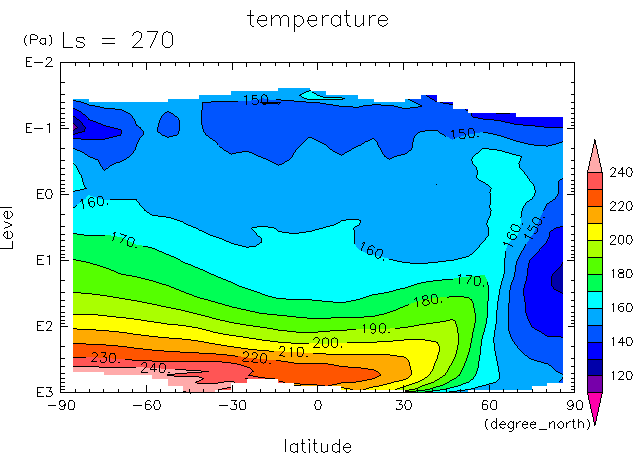 temperature
(Pa) Ls = 270
E-2
E-1
E0
E1
E2
E3
Level
150.
150.
160.
160.
160.
150.
170.
170.
180.
190.
200.
210.
220.
230.
240.
240
220
200
180
160
140
120
-90 -60 -30 0 30 60 90
(degree_north)
latitude